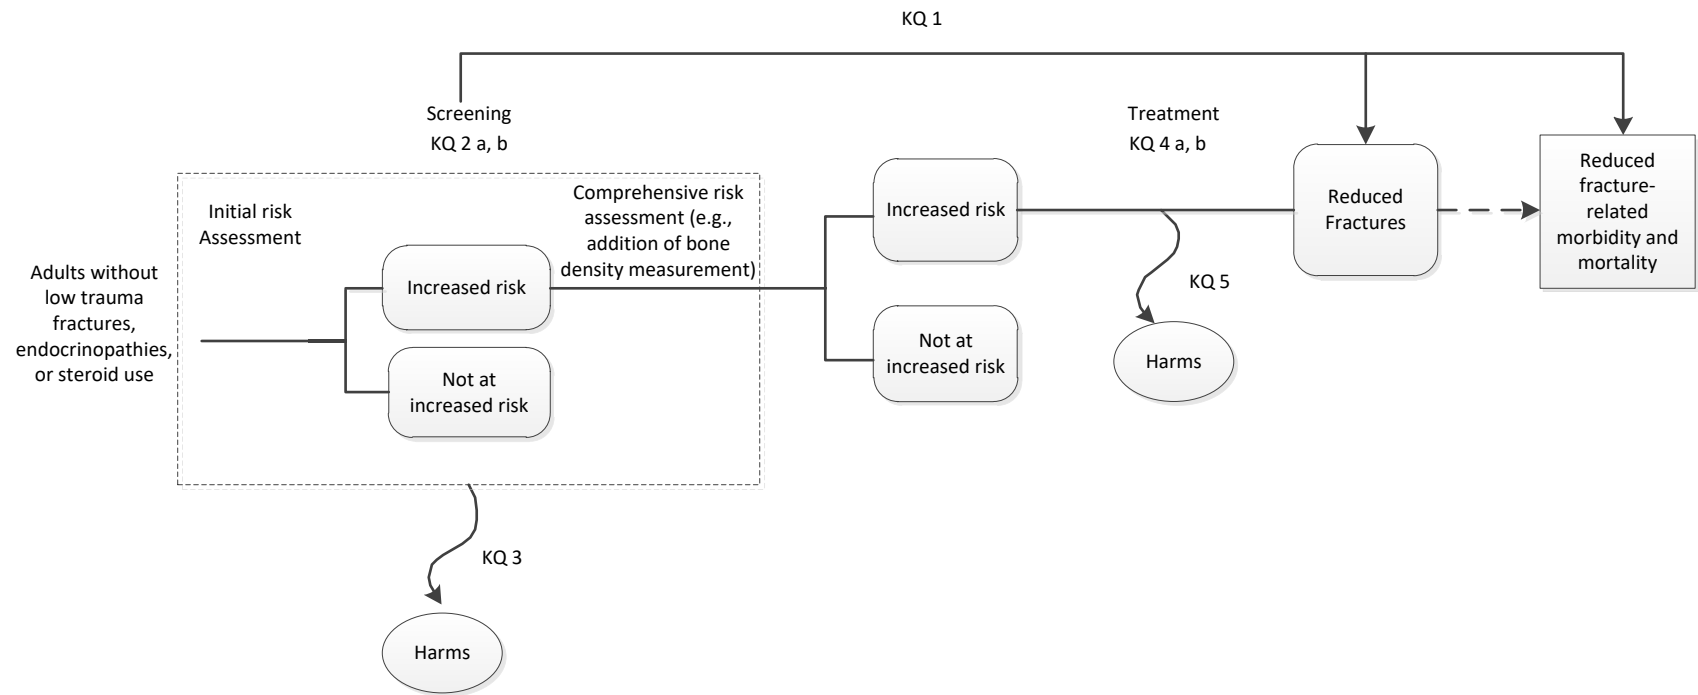 KQ 1
Screening
KQ 2 a, b
Treatment
KQ 4 a, b
Initial risk
Assessment
Comprehensive risk
assessment (e.g.,
addition of bone
density measurement)
Adults without
low trauma
fractures,
endocrinopathies,
or steroid use
Increased risk
Not at
increased risk
Increased risk
Not at
increased risk
KQ 5
Harms
Reduced
Fractures
Reduced
fracture-
related
morbidity and
mortality
KQ 3
Harms